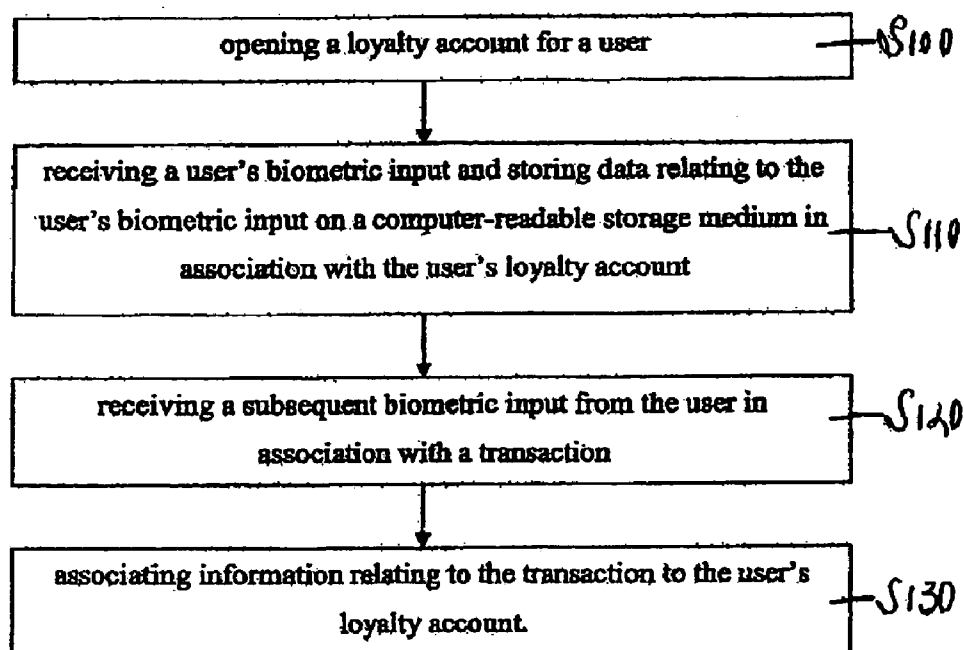 opening a loyalty account for a user
S100
receiving a user's biometric input and storing data relating to the
user's biometric input on a computer-readable storage medium in
association with the user's loyalty account
S110
receiving a subsequent biometric input from the user in
association with a transaction
S120
associating information relating to the transaction to the user's
loyalty account.
S130